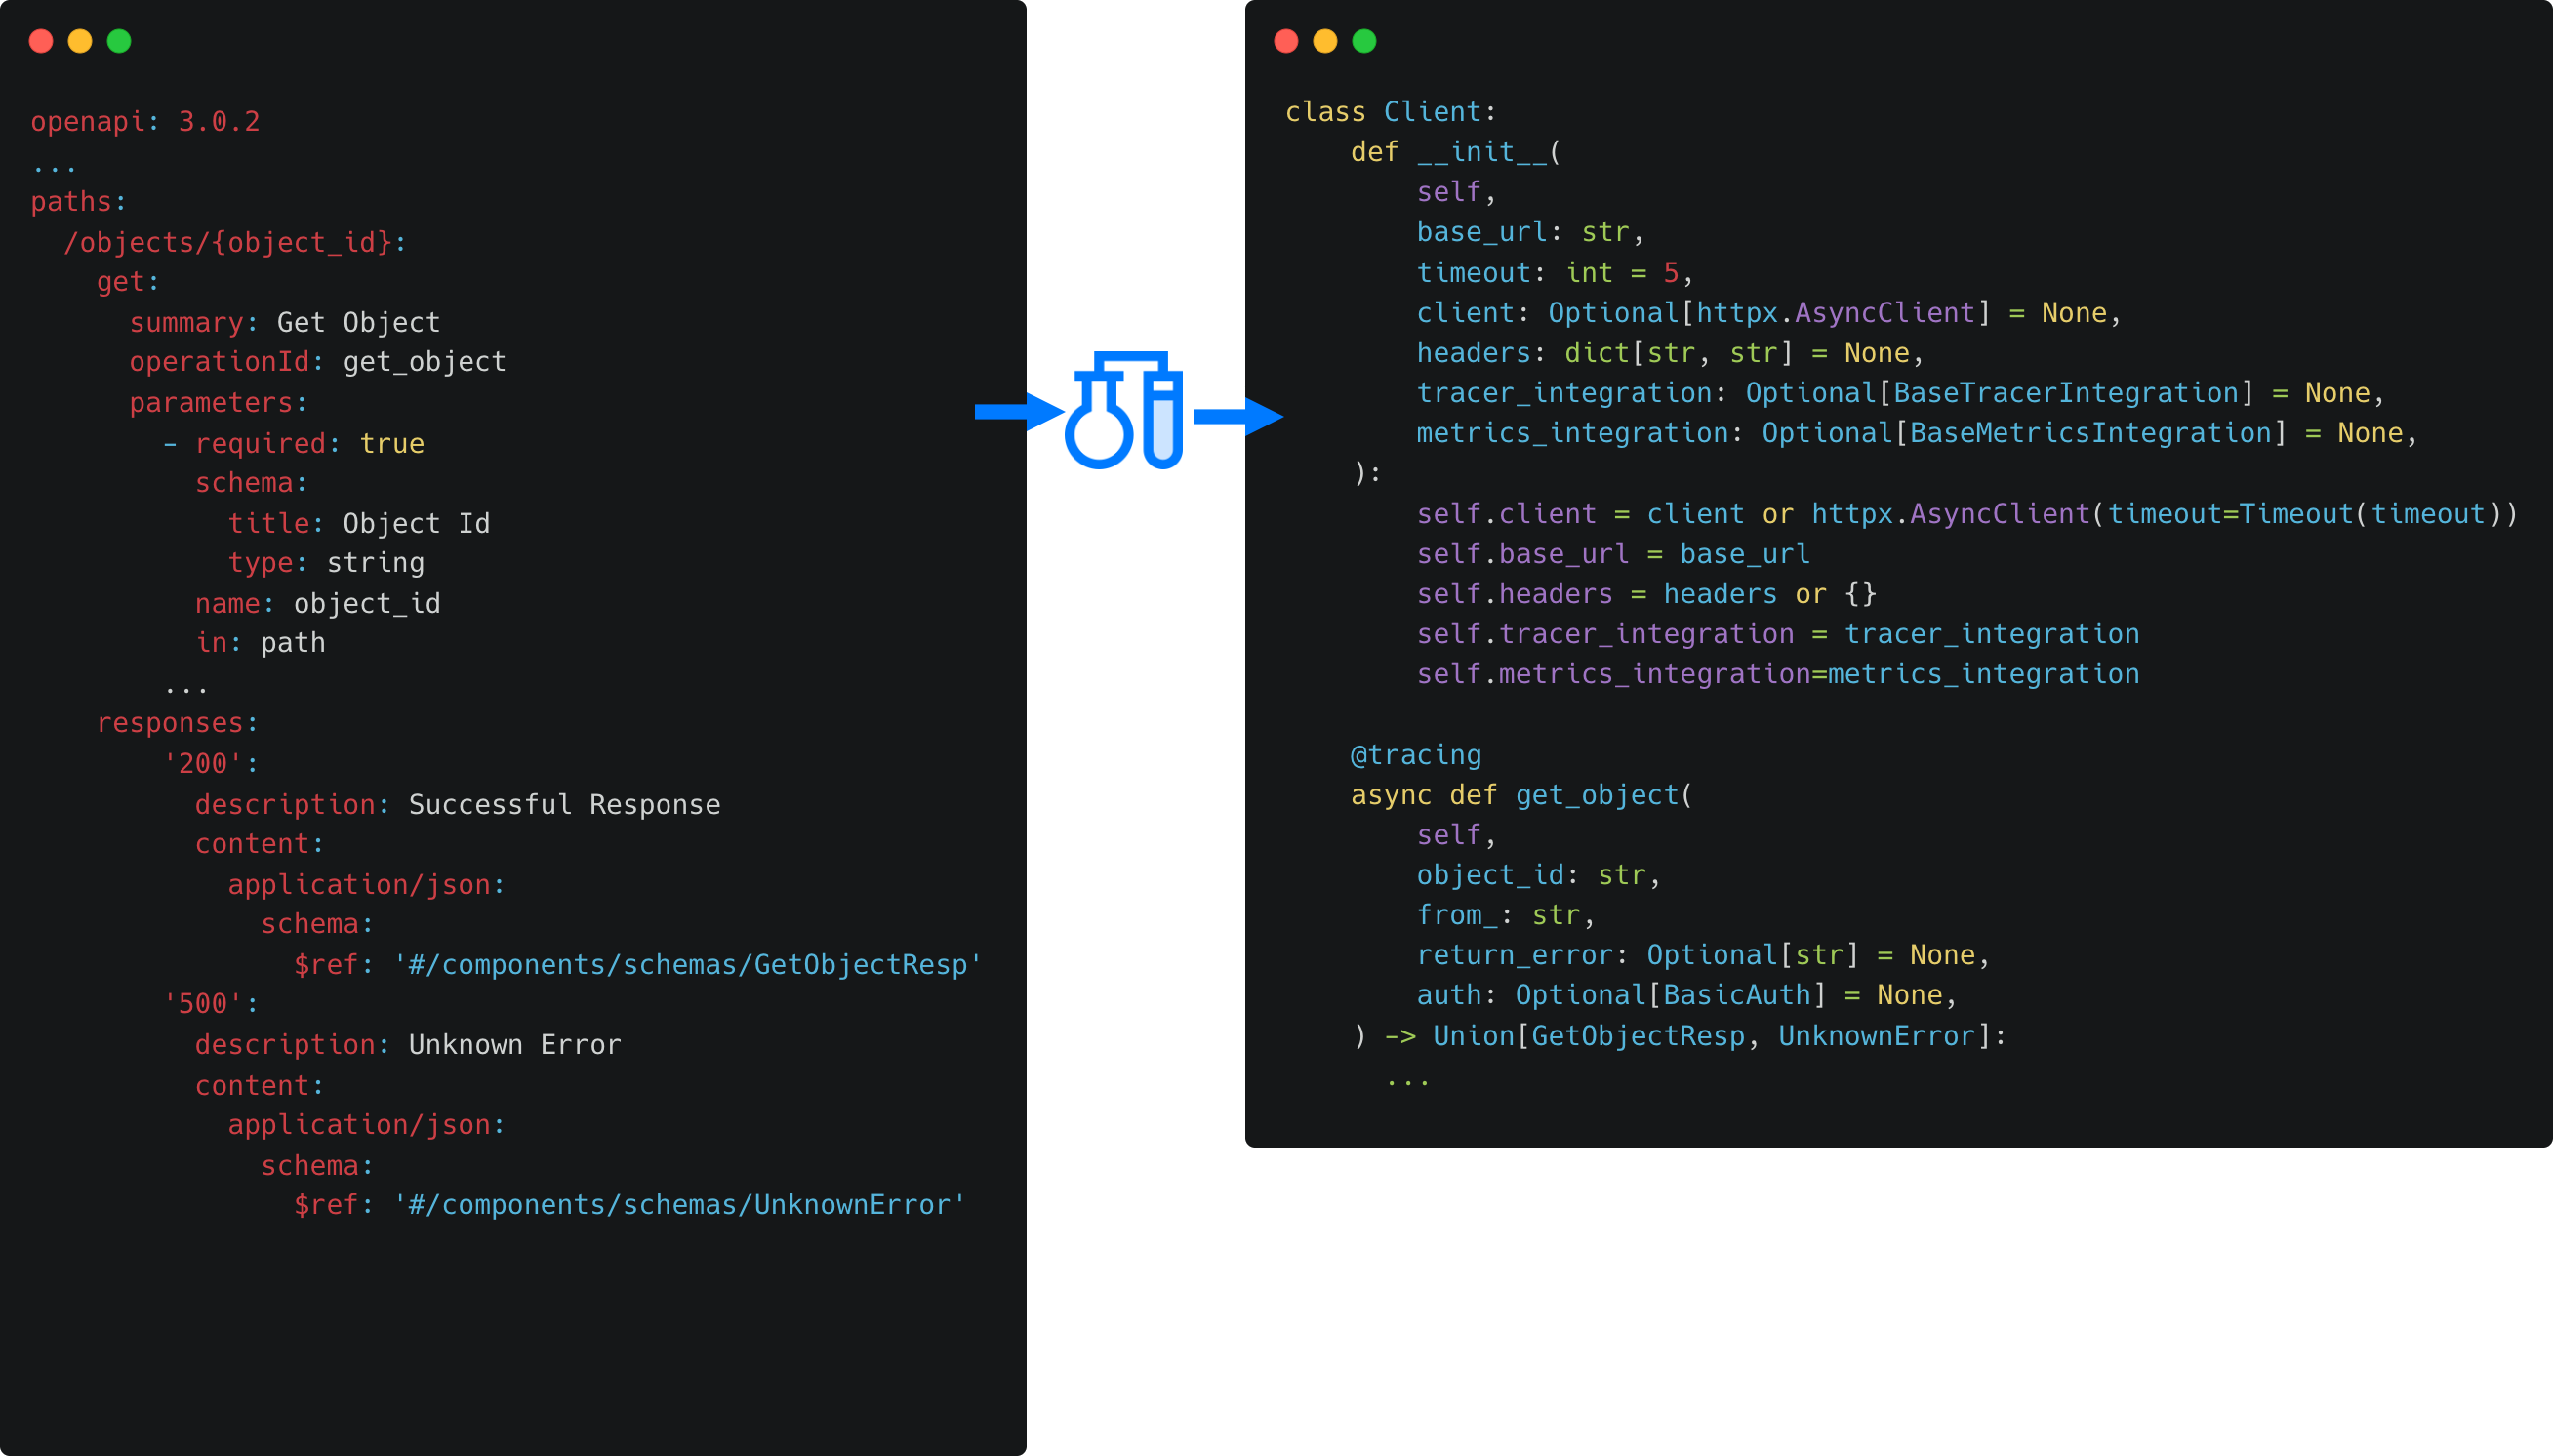 openapi: 3.0.2
...
paths:
  /objects/{object_id}:
    get:
      summary: Get Object
      operationId: get_object
      parameters:
        - required: true
          schema:
            title: Object Id
            type: string
          name: object_id
          in: path
        ...
    responses:
        '200':
          description: Successful Response
          content:
            application/json:
              schema:
                $ref: '#/components/schemas/GetObjectResp'
        '500':
          description: Unknown Error
          content:
            application/json:
              schema:
                $ref: '#/components/schemas/UnknownError'
class Client:
    def __init__(
        self,
        base_url: str,
        timeout: int = 5,
        client: Optional[httpx.AsyncClient] = None,
        headers: dict[str, str] = None,
        tracer_integration: Optional[BaseTracerIntegration] = None,
        metrics_integration: Optional[BaseMetricsIntegration] = None,
    ):
        self.client = client or httpx.AsyncClient(timeout=Timeout(timeout))
        self.base_url = base_url
        self.headers = headers or {}
        self.tracer_integration = tracer_integration
        self.metrics_integration=metrics_integration
    @tracing
    async def get_object(
        self,
        object_id: str,
        from_: str,
        return_error: Optional[str] = None,
        auth: Optional[BasicAuth] = None,
    ) -> Union[GetObjectResp, UnknownError]:
      ...